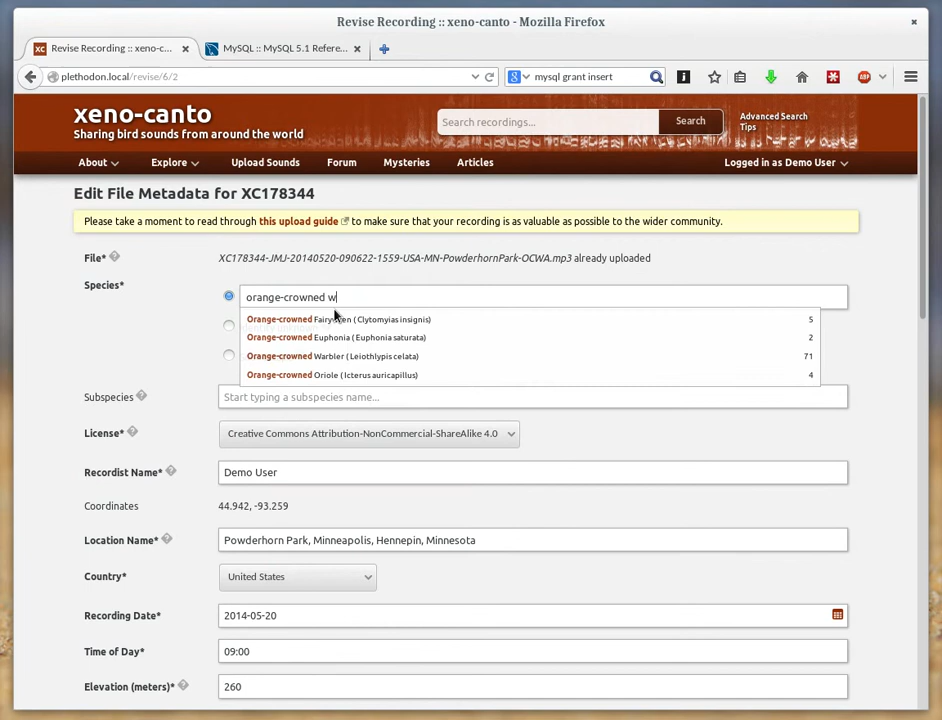 Revise Recording :: xeno-canto - Mozilla Firefox
Revise Recording :: xeno-c...
MySQL :: MySQL 5.1 Refere...
plethodon.local/revise/6/2
mysql grant insert
xeno-canto
Sharing bird sounds from around the world
Search recordings...
Search
Advanced Search
Tips
About Explore Upload Sounds Forum Mysteries Articles Logged in as Demo User
Edit File Metadata for XC178344
Please take a moment to read through this upload guide to make sure that your recording is as valuable as possible to the wider community.
File* XC178344-JMJ-20140520-090622-1559-USA-MN-PowderhornPark-OCWA.mp3 already uploaded
Species*
orange-crowned w
Orange-crowned (Clytomyias insignis) 5
Orange-crowned Euphonia (Euphonia saturata) 2
Orange-crowned Warbler (Leiothlypis celata) 71
Orange-crowned Oriole (Icterus auricapillus) 4
Subspecies Start typing a subspecies name...
License* Creative Commons Attribution-NonCommercial-ShareAlike 4.0
Recordist Name* Demo User
Coordinates 44.942, -93.259
Location Name* Powderhorn Park, Minneapolis, Hennepin, Minnesota
Country* United States
Recording Date* 2014-05-20
Time of Day* 09:00
Elevation (meters)* 260